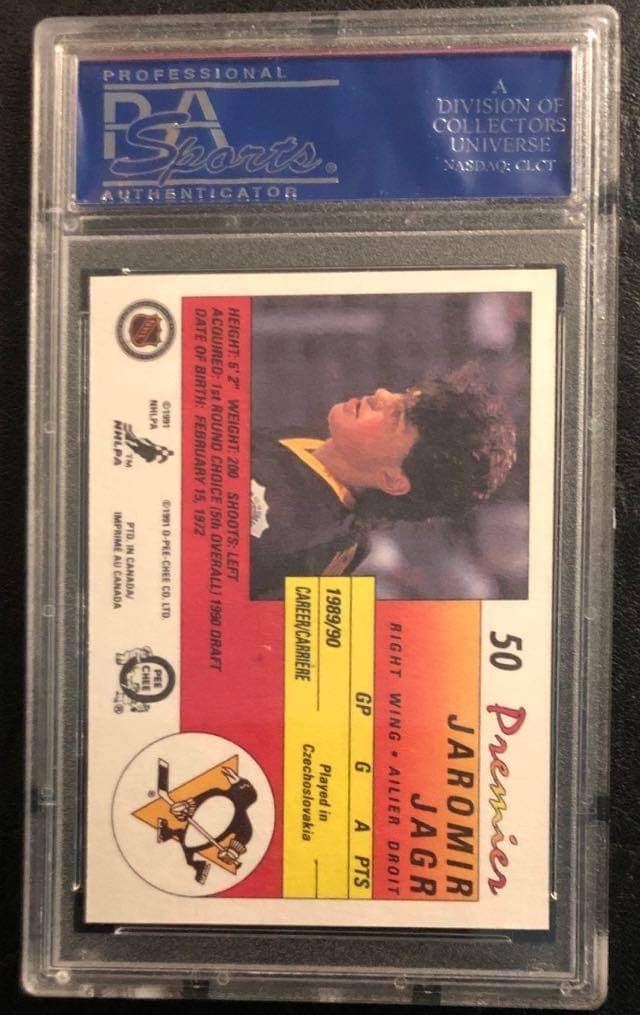 PROFESSIONAL
PSA
Sports®
AUTHENTICATOR
A
DIVISION OF
COLLECTORS
UNIVERSE
NASDAQ: CLCT
50 Premier
JAROMIR
JAGR
RIGHT WING • AILIER DROIT
GP G A PTS
1989/90 Played in
Czechoslovakia
CAREER/CARRIÈRE
HEIGHT: 6'2" WEIGHT: 200 SHOOTS: LEFT
ACQUIRED: 1st ROUND CHOICE (5th OVERALL) 1990 DRAFT
DATE OF BIRTH: FEBRUARY 15, 1972
©1991
NHLPA
NHLPA
TM
©1991 O-PEE-CHEE CO. LTD.
PTD. IN CANADA/
IMPRIMÉ AU CANADA
O
PEE
CHEE
®
®